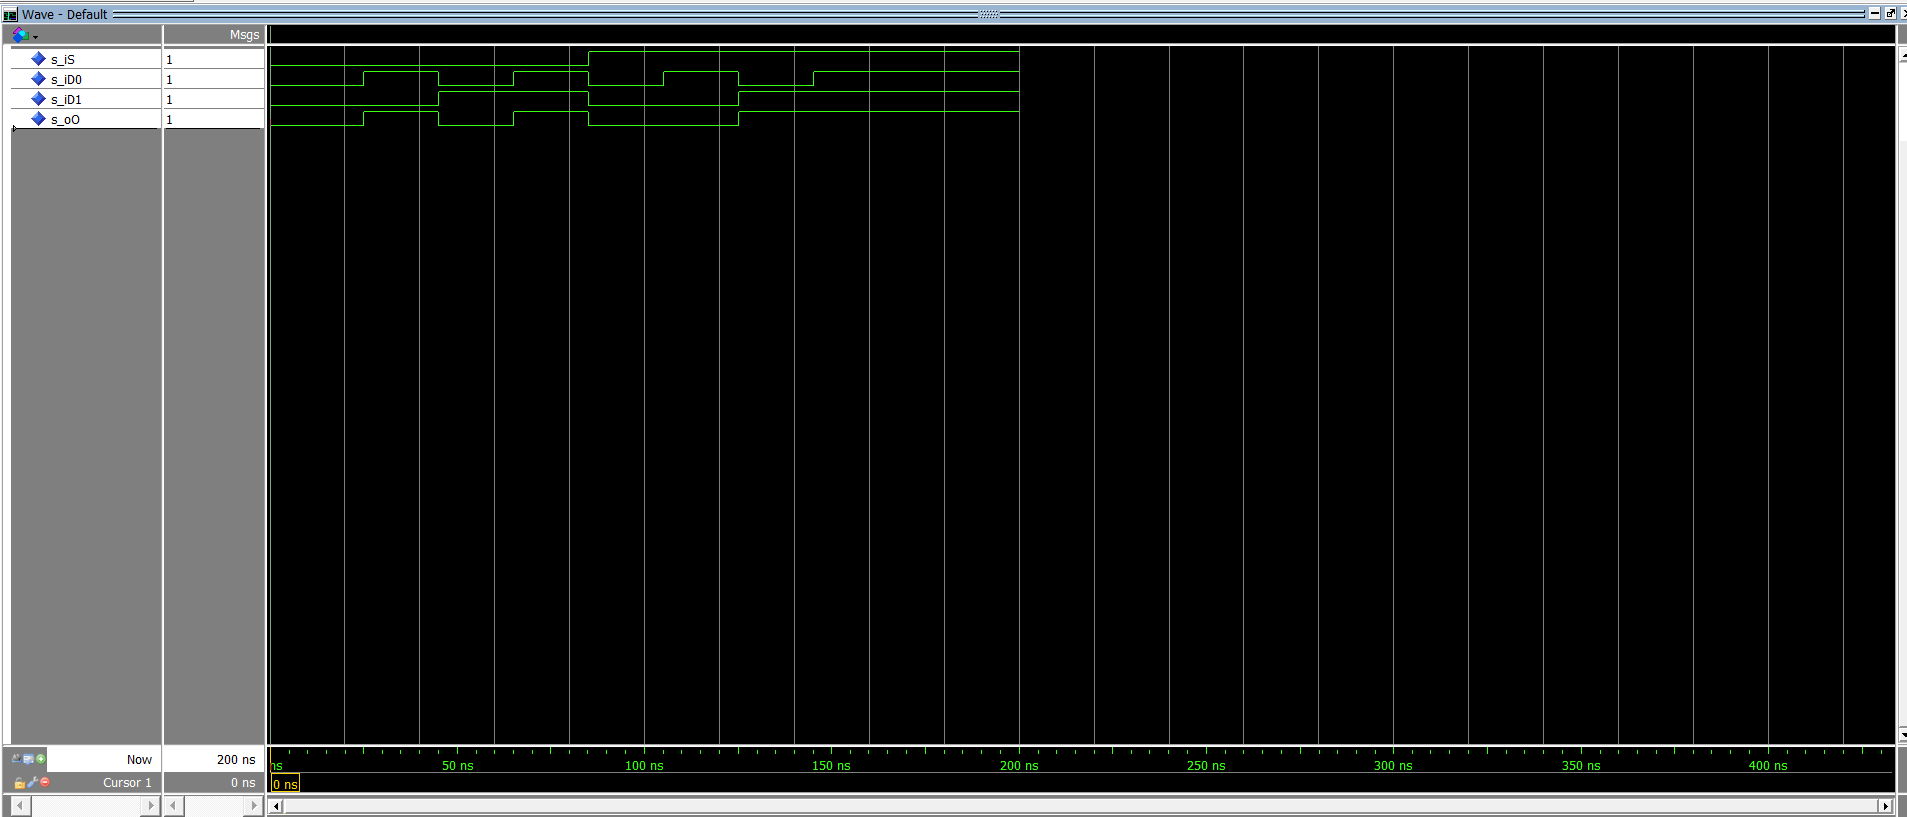 Wave - Default
Msgs
s_iS 1
s_iD0 1
s_iD1 1
s_oO 1
Now 200 ns
ns 50 ns 100 ns 150 ns 200 ns 250 ns 300 ns 350 ns 400 ns
Cursor 1 0 ns
0 ns